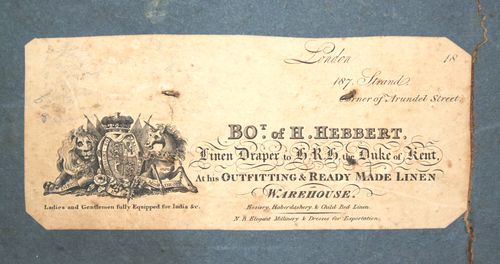 London 18
187, Strand,
Corner of Arundel Street,
BOT. of H. HEBBERT,
Linen Draper to H.R.H. the Duke of Kent,
At his OUTFITTING & READY MADE LINEN
WAREHOUSE.
Ladies and Gentlemen fully Equipped for India &c.
Hosiery, Haberdashery & Child Bed Linen.
N.B. Elegant Millinery & Dresses for Exportation.